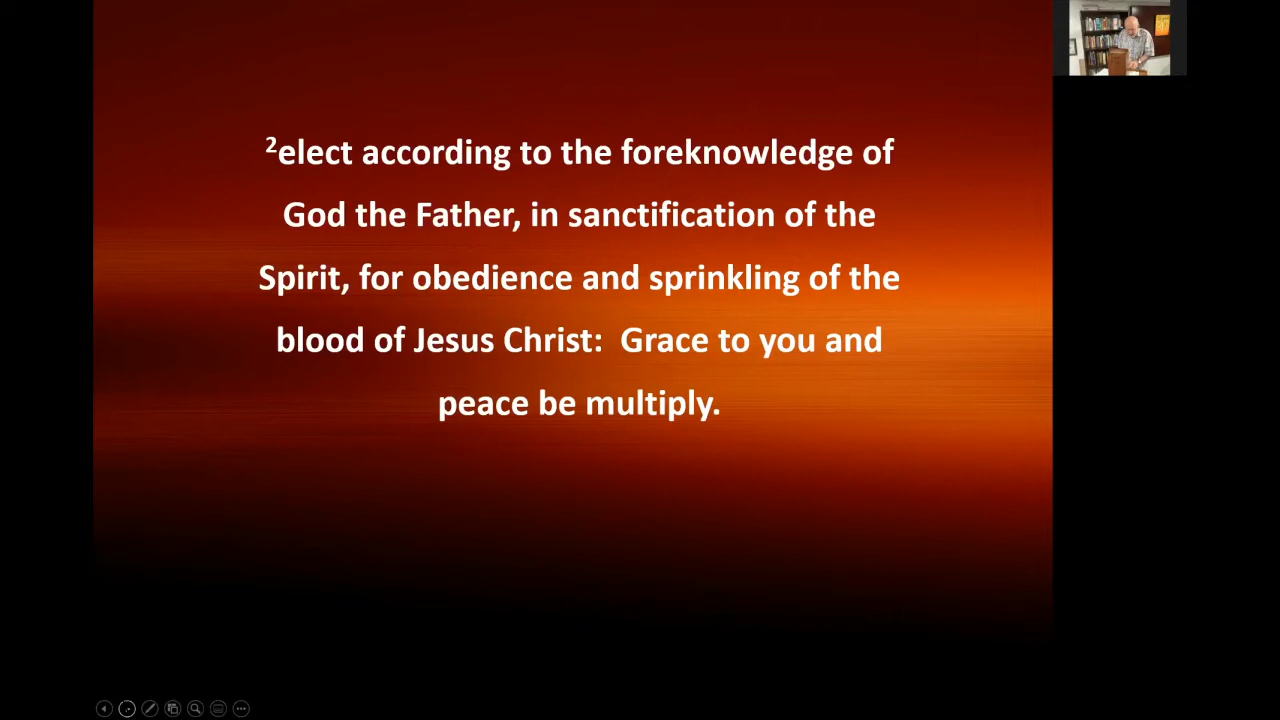 ²elect according to the foreknowledge of
God the Father, in sanctification of the
Spirit, for obedience and sprinkling of the
blood of Jesus Christ:  Grace to you and
peace be multiply.